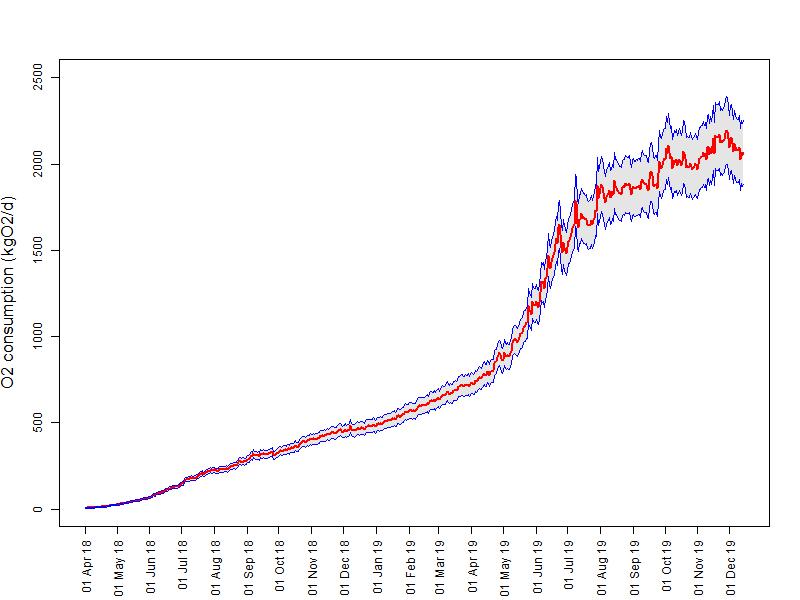 O2 consumption (kgO2/d)
2500
2000
1500
1000
500
0
01 Apr 18
01 May 18
01 Jun 18
01 Jul 18
01 Aug 18
01 Sep 18
01 Oct 18
01 Nov 18
01 Dec 18
01 Jan 19
01 Feb 19
01 Mar 19
01 Apr 19
01 May 19
01 Jun 19
01 Jul 19
01 Aug 19
01 Sep 19
01 Oct 19
01 Nov 19
01 Dec 19